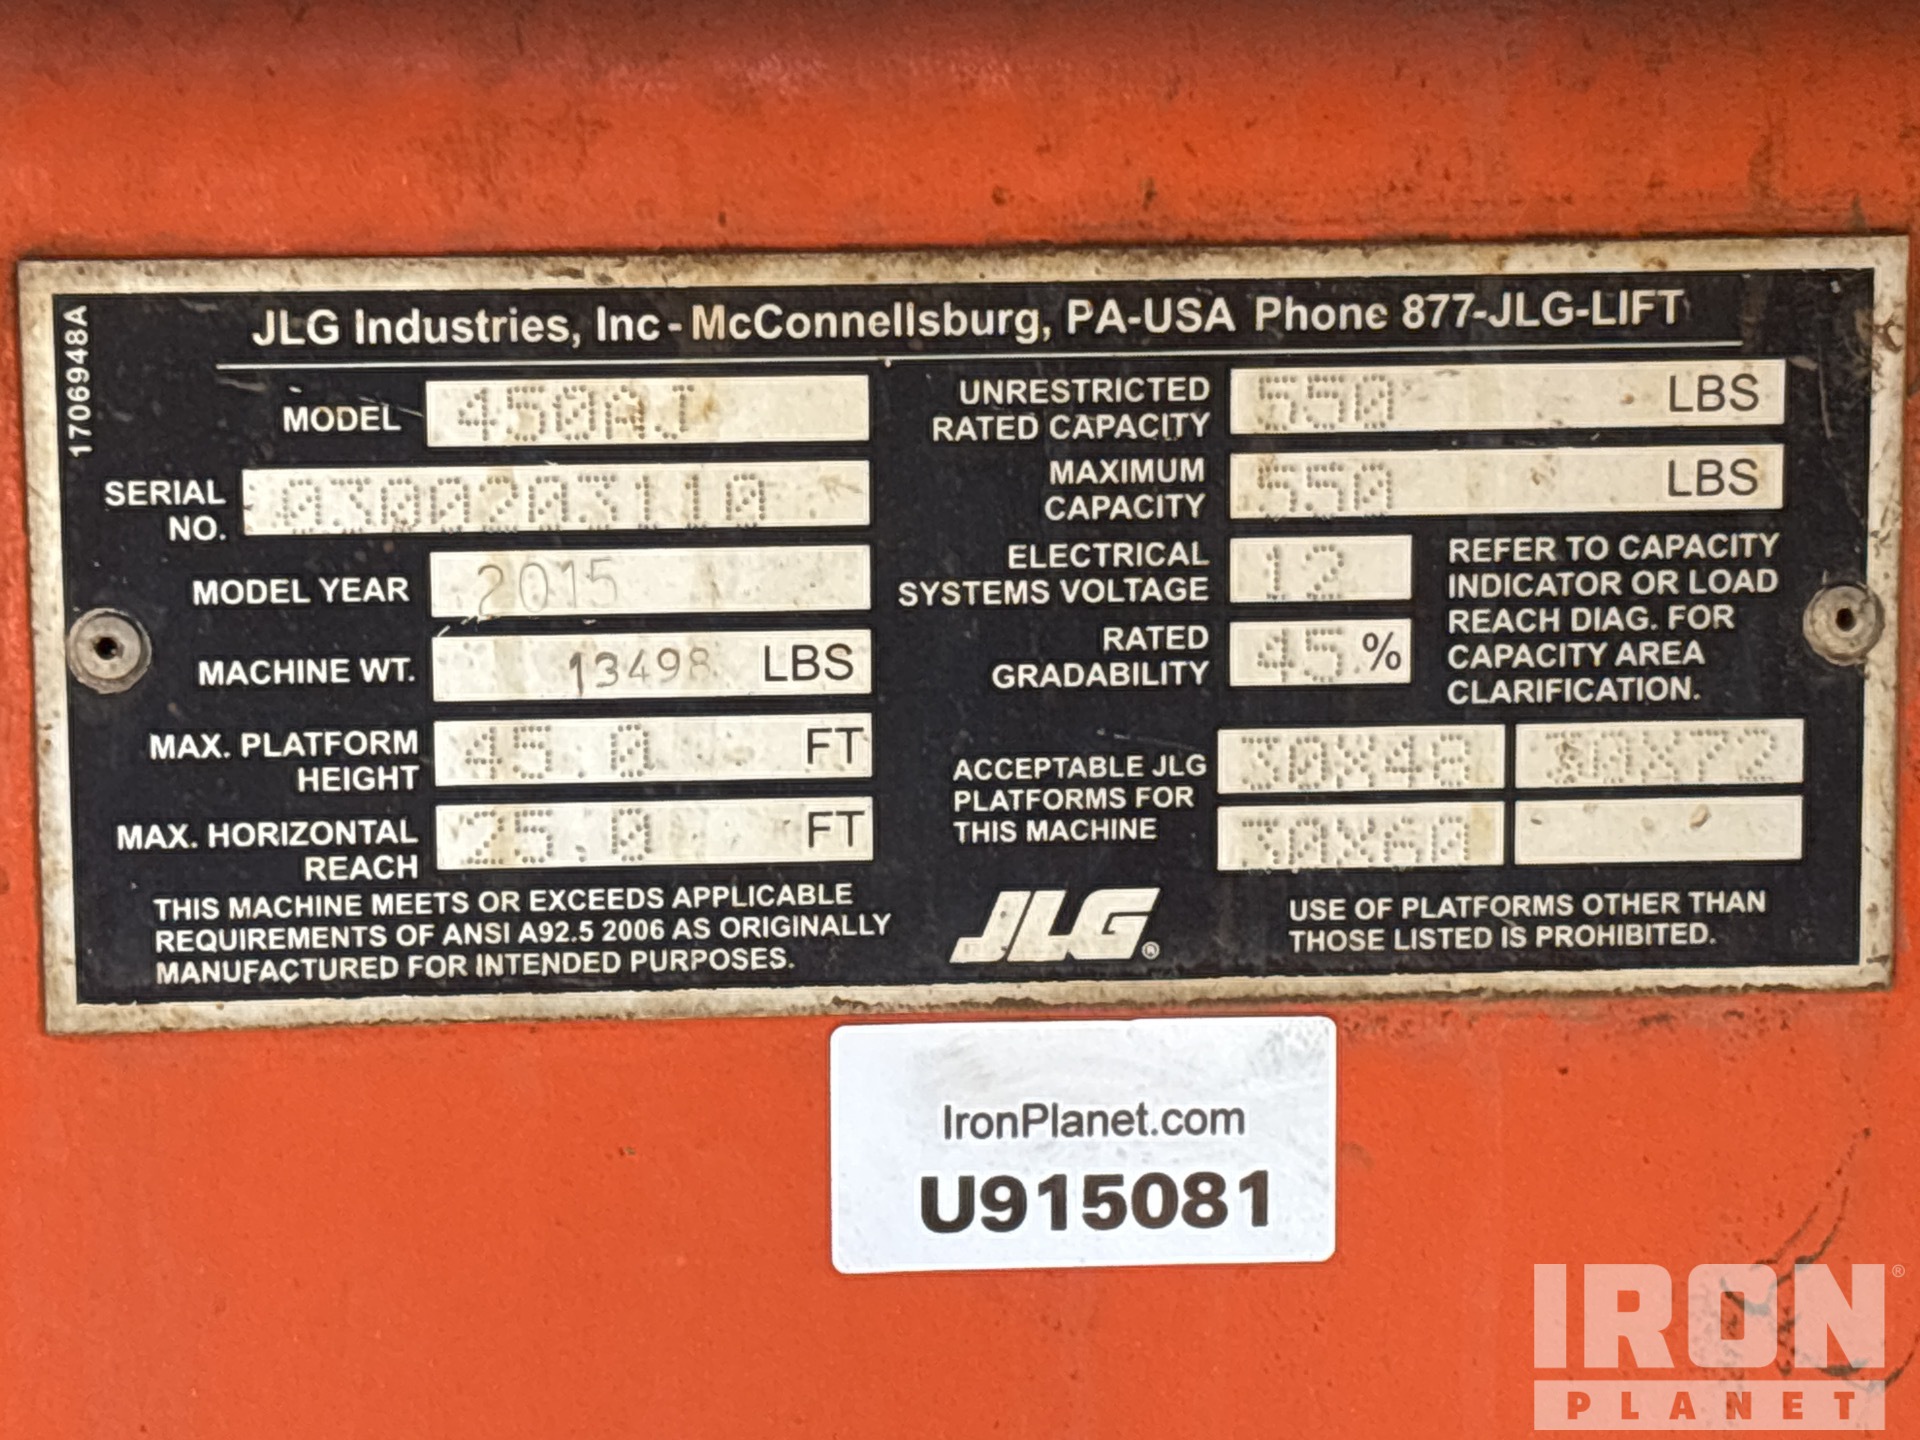 1706948A
JLG Industries, Inc - McConnellsburg, PA-USA Phone 877-JLG-LIFT
MODEL 450AJ
SERIAL NO. 0300203110
MODEL YEAR 2015
MACHINE WT. 13498 LBS
MAX. PLATFORM HEIGHT 45.0 FT
MAX. HORIZONTAL REACH 25.0 FT
THIS MACHINE MEETS OR EXCEEDS APPLICABLE
REQUIREMENTS OF ANSI A92.5 2006 AS ORIGINALLY
MANUFACTURED FOR INTENDED PURPOSES.
UNRESTRICTED RATED CAPACITY 550 LBS
MAXIMUM CAPACITY 550 LBS
ELECTRICAL SYSTEMS VOLTAGE 12
RATED GRADABILITY 45 %
REFER TO CAPACITY
INDICATOR OR LOAD
REACH DIAG. FOR
CAPACITY AREA
CLARIFICATION.
ACCEPTABLE JLG
PLATFORMS FOR
THIS MACHINE
30X48 30X72
30X60
JLG®
USE OF PLATFORMS OTHER THAN
THOSE LISTED IS PROHIBITED.
IronPlanet.com
U915081
IRON®
PLANET